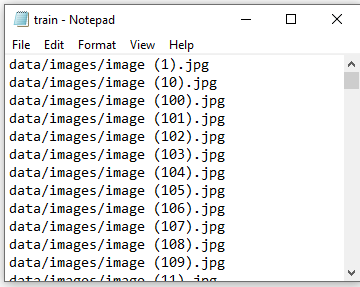 train - Notepad
File Edit Format View Help
data/images/image (1).jpg
data/images/image (10).jpg
data/images/image (100).jpg
data/images/image (101).jpg
data/images/image (102).jpg
data/images/image (103).jpg
data/images/image (104).jpg
data/images/image (105).jpg
data/images/image (106).jpg
data/images/image (107).jpg
data/images/image (108).jpg
data/images/image (109).jpg
data/images/image (11).jpg